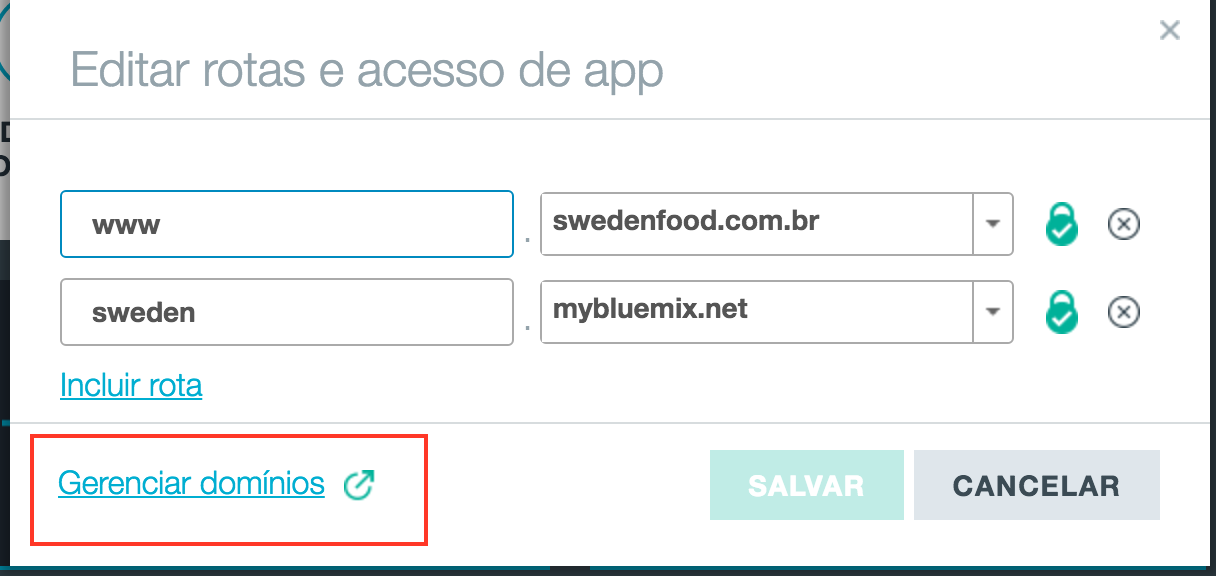 Editar rotas e acesso de app
www . swedenfood.com.br
sweden . mybluemix.net
Incluir rota
Gerenciar domínios
SALVAR CANCELAR